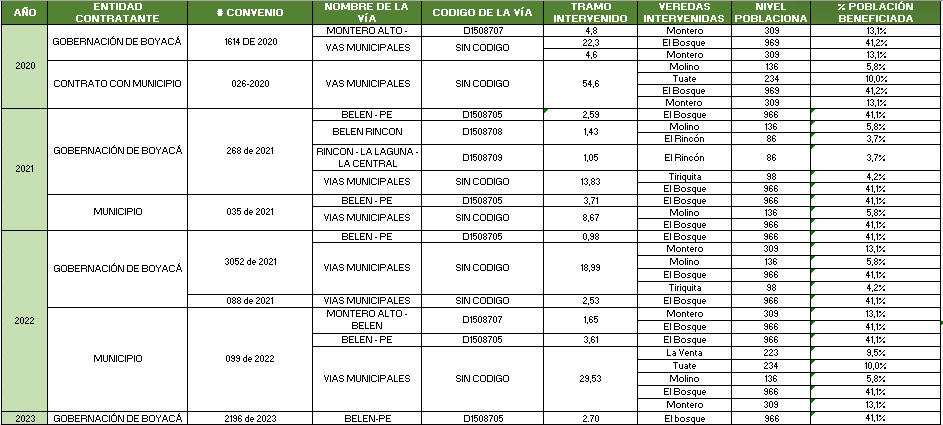 AÑO ENTIDAD CONTRATANTE # CONVENIO NOMBRE DE LA VÍA CODIGO DE LA VÍA TRAMO INTERVENIDO VEREDAS INTERVENIDAS NIVEL POBLACIONA % POBLACIÓN BENEFICIADA
2020 GOBERNACIÓN DE BOYACÁ 1614 DE 2020 MONTERO ALTO - D1508707 4,8 Montero 309 13,1%
VAS MUNICIPALES SIN CODIGO 22,3 El Bosque 969 41,2%
4,6 Montero 309 13,1%
CONTRATO CON MUNICIPIO 026-2020 VAS MUNICIPALES SIN CODIGO 54,6 Molino 136 5,8%
Tuate 234 10,0%
El Bosque 969 41,2%
Montero 309 13,1%
2021 GOBERNACIÓN DE BOYACÁ 268 de 2021 BELEN - PE D1508705 2,59 El Bosque 966 41,1%
BELEN RINCON D1508708 1,43 Molino 136 5,8%
El Rincón 86 3,7%
RINCON - LA LAGUNA - LA CENTRAL D1508709 1,05 El Rincón 86 3,7%
VIAS MUNICIPALES SIN CODIGO 13,83 Tiriquita 98 4,2%
El Bosque 966 41,1%
MUNICIPIO 035 de 2021 BELEN - PE D1508705 3,71 El Bosque 966 41,1%
VIAS MUNICIPALES SIN CODIGO 8,67 Molino 136 5,8%
El Bosque 966 41,1%
2022 GOBERNACIÓN DE BOYACÁ 3052 de 2021 BELEN - PE D1508705 0,98 El Bosque 966 41,1%
VIAS MUNICIPALES SIN CODIGO 18,99 Montero 309 13,1%
Molino 136 5,8%
El Bosque 966 41,1%
Tiriquita 98 4,2%
088 de 2021 VIAS MUNICIPALES SIN CODIGO 2,53 El Bosque 966 41,1%
MUNICIPIO 099 de 2022 MONTERO ALTO - BELEN D1508707 1,65 Montero 309 13,1%
El Bosque 966 41,1%
BELEN - PE D1508705 3,61 El Bosque 966 41,1%
VIAS MUNICIPALES SIN CODIGO 29,53 La Venta 223 9,5%
Tuate 234 10,0%
Molino 136 5,8%
El Bosque 966 41,1%
Montero 309 13,1%
2023 GOBERNACIÓN DE BOYACÁ 2196 de 2023 BELEN-PE D1508705 2.70 El bosque 966 41,1%